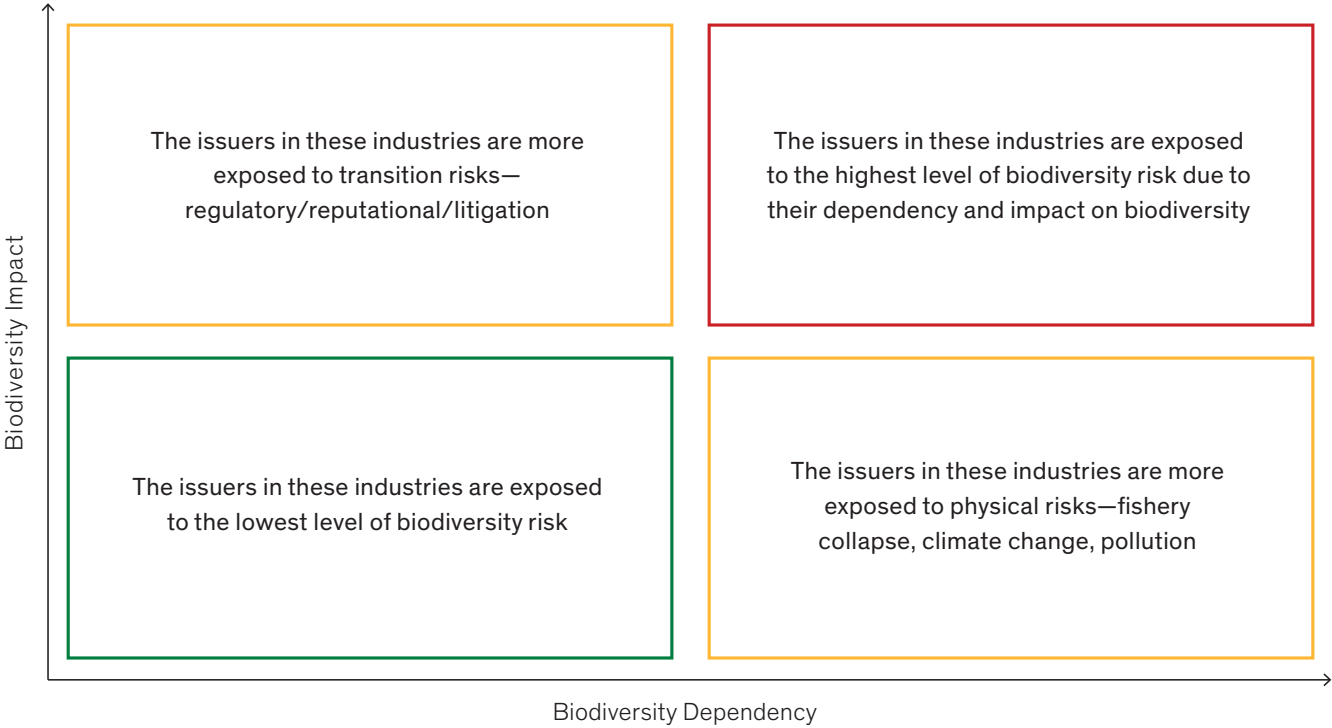 The issuers in these industries are more
exposed to transition risks—
regulatory/reputational/litigation
The issuers in these industries are exposed
to the highest level of biodiversity risk due to
their dependency and impact on biodiversity
Biodiversity Impact
The issuers in these industries are exposed
to the lowest level of biodiversity risk
The issuers in these industries are more
exposed to physical risks—fishery
collapse, climate change, pollution
Biodiversity Dependency